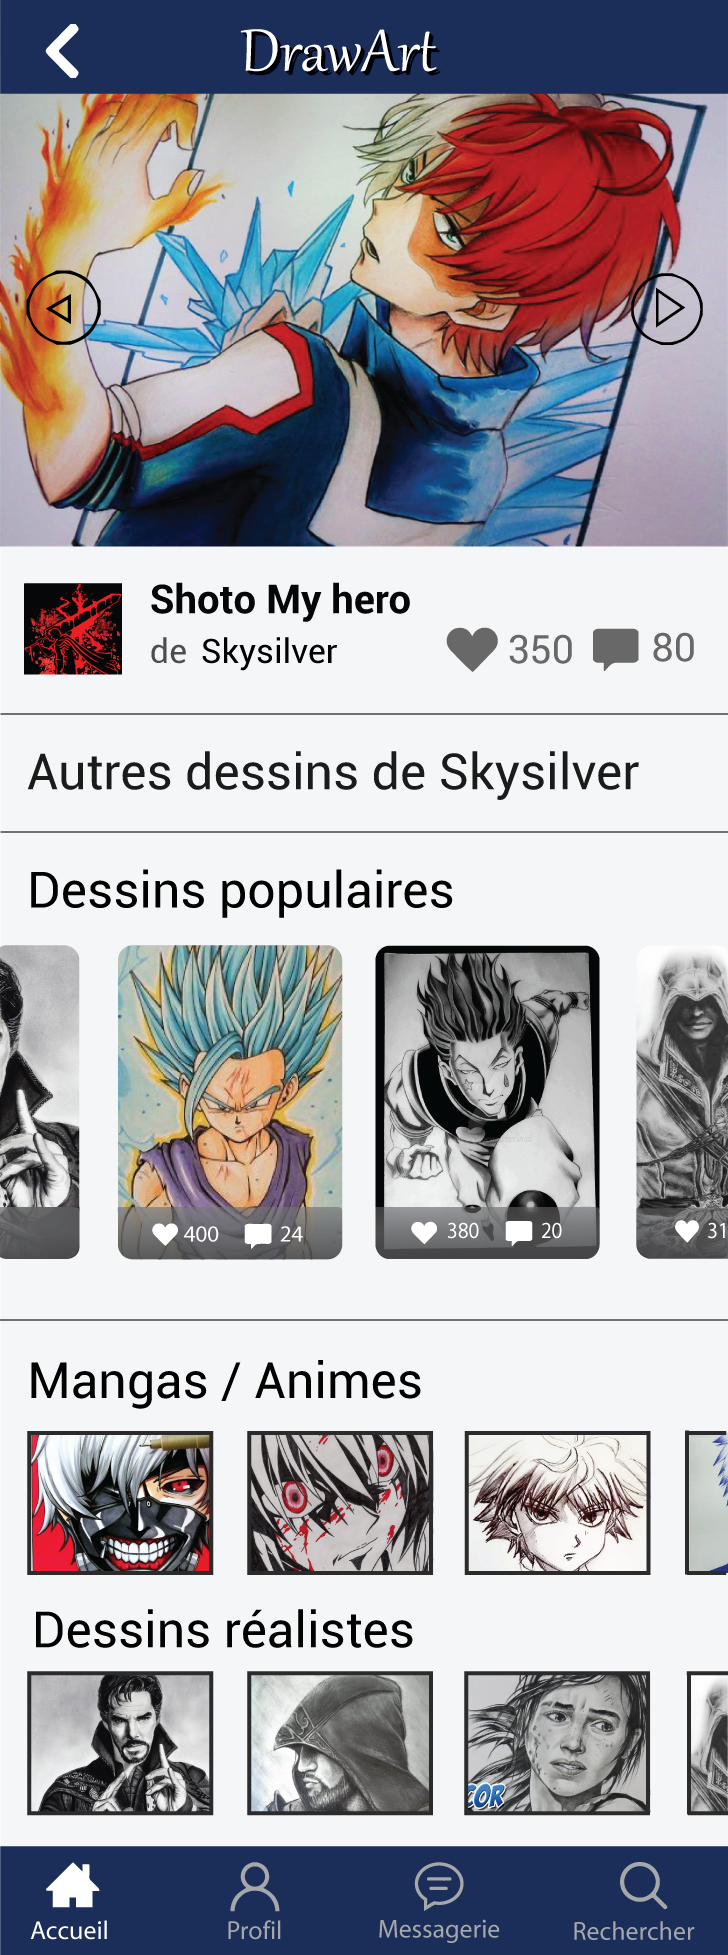 DrawArt
Shoto My hero
de Skysilver
350 80
Autres dessins de Skysilver
Dessins populaires
400 24
380 20
31
Mangas / Animes
Dessins réalistes
COR
Accueil
Profil
Messagerie
Rechercher